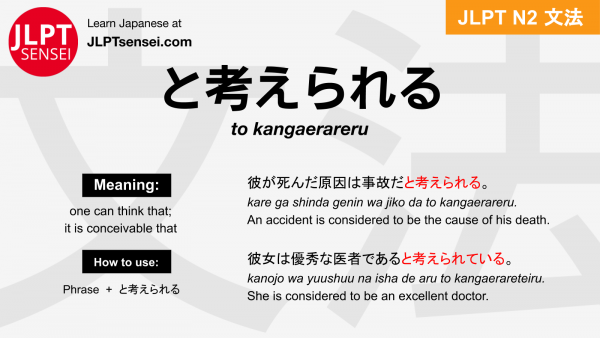 JLPT
SENSEI
Learn Japanese at
JLPTsensei.com
JLPT N2 文法
と考えられる
to kangaerareru
Meaning:
one can think that;
it is conceivable that
How to use:
Phrase + と考えられる
彼が死んだ原因は事故だと考えられる。
kare ga shinda genin wa jiko da to kangaerareru.
An accident is considered to be the cause of his death.
彼女は優秀な医者であると考えられている。
kanojo wa yuushuu na isha de aru to kangaerareteiru.
She is considered to be an excellent doctor.
文法